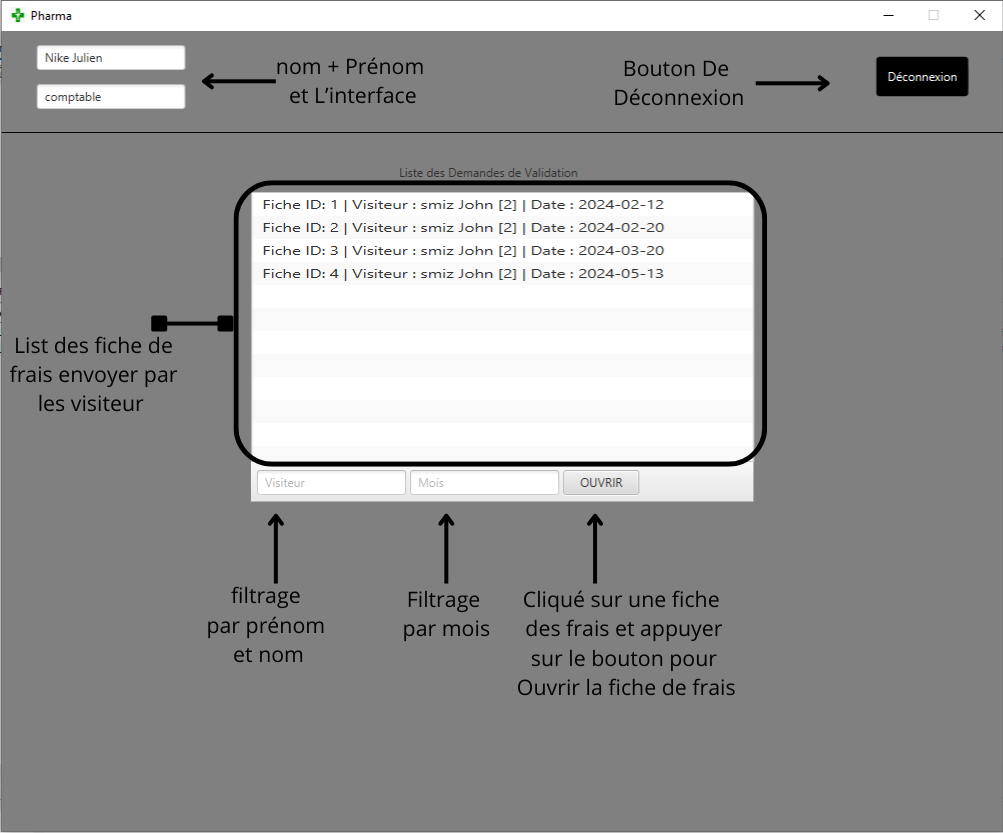 Pharma
Nike Julien
comptable
nom + Prénom
et L'interface
Bouton De
Déconnexion
Déconnexion
Liste des Demandes de Validation
Fiche ID: 1 | Visiteur : smiz John [2] | Date : 2024-02-12
Fiche ID: 2 | Visiteur : smiz John [2] | Date : 2024-02-20
Fiche ID: 3 | Visiteur : smiz John [2] | Date : 2024-03-20
Fiche ID: 4 | Visiteur : smiz John [2] | Date : 2024-05-13
List des fiche de
frais envoyer par
les visiteur
Visiteur
Mois
OUVRIR
filtrage
par prénom
et nom
Filtrage
par mois
Cliqué sur une fiche
des frais et appuyer
sur le bouton pour
Ouvrir la fiche de frais